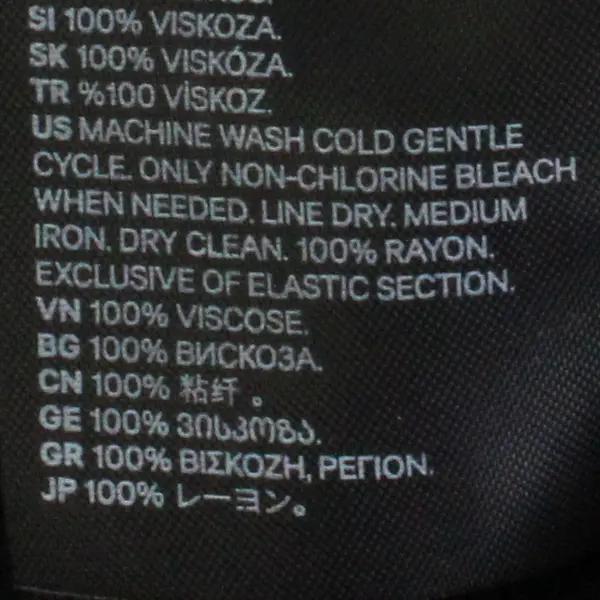 SI 100% VISKOZA.
SK 100% VISKÓZA.
TR %100 VİSKOZ.
US MACHINE WASH COLD GENTLE
CYCLE. ONLY NON-CHLORINE BLEACH
WHEN NEEDED. LINE DRY. MEDIUM
IRON. DRY CLEAN. 100% RAYON.
EXCLUSIVE OF ELASTIC SECTION.
VN 100% VISCOSE.
BG 100% ВИСКОЗА.
CN 100% 粘纤 。
GE 100% ვისკოზა.
GR 100% ΒΙΣΚΟΖΗ, ΡΕΓΙΟΝ.
JP 100% レーヨン。